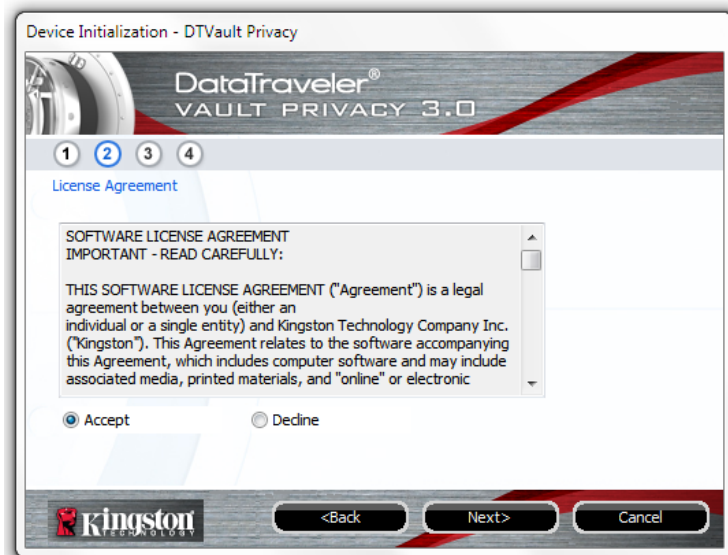 Device Initialization - DTVault Privacy
DataTraveler®
VAULT PRIVACY 3.0
1 2 3 4
License Agreement
SOFTWARE LICENSE AGREEMENT
IMPORTANT - READ CAREFULLY:
THIS SOFTWARE LICENSE AGREEMENT ("Agreement") is a legal
agreement between you (either an
individual or a single entity) and Kingston Technology Company Inc.
("Kingston"). This Agreement relates to the software accompanying
this Agreement, which includes computer software and may include
associated media, printed materials, and "online" or electronic
Accept Decline
Kingston
TECHNOLOGY
<Back Next> Cancel